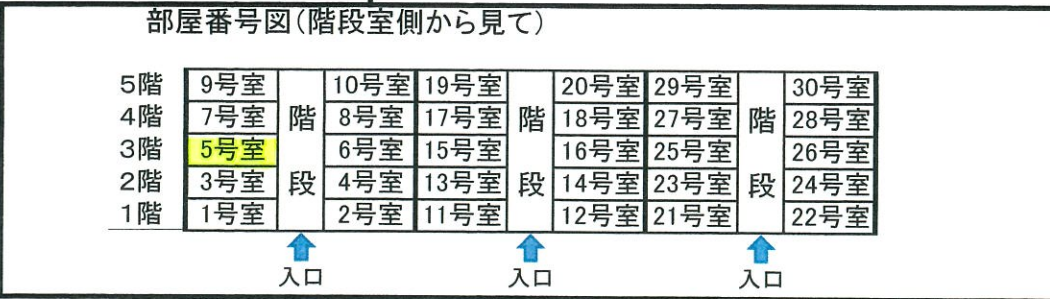 部屋番号図(階段室側から見て)
5階 9号室 10号室 19号室 20号室 29号室 30号室
4階 7号室 階 8号室 17号室 階 18号室 27号室 階 28号室
3階 5号室 6号室 15号室 16号室 25号室 26号室
2階 3号室 段 4号室 13号室 段 14号室 23号室 段 24号室
1階 1号室 2号室 11号室 12号室 21号室 22号室
入口 入口 入口